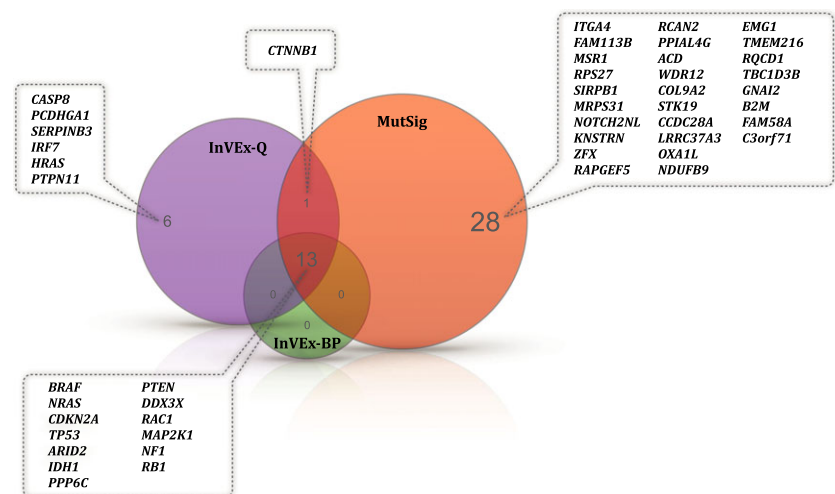 CTNNB1
ITGA4 RCAN2 EMG1
FAM113B PPIAL4G TMEM216
MSR1 ACD RQCD1
RPS27 WDR12 TBC1D3B
SIRPB1 COL9A2 GNAI2
MRPS31 STK19 B2M
NOTCH2NL CCDC28A FAM58A
KNSTRN LRRC37A3 C3orf71
ZFX OXA1L
RAPGEF5 NDUFB9
CASP8
PCDHGA1
SERPINB3
IRF7
HRAS
PTPN11
InVEx-Q
MutSig
6
1
28
13
0
0
0
InVEx-BP
BRAF PTEN
NRAS DDX3X
CDKN2A RAC1
TP53 MAP2K1
ARID2 NF1
IDH1 RB1
PPP6C